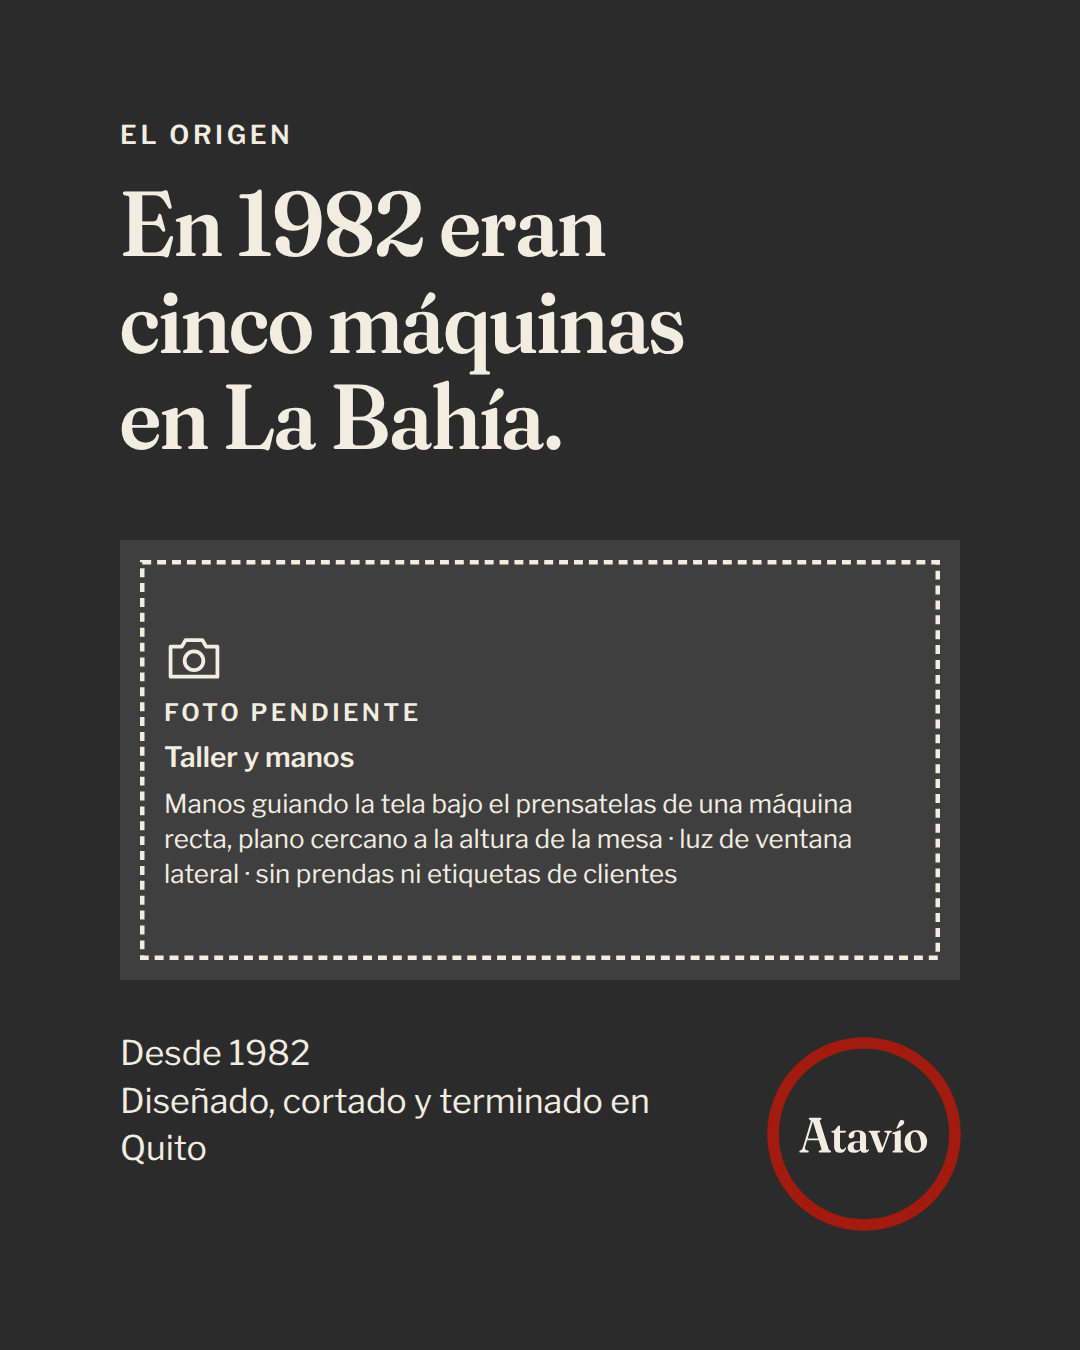 EL ORIGEN
En 1982 eran
cinco máquinas
en La Bahía.
FOTO PENDIENTE
Taller y manos
Manos guiando la tela bajo el prensatelas de una máquina
recta, plano cercano a la altura de la mesa · luz de ventana
lateral · sin prendas ni etiquetas de clientes
Desde 1982
Diseñado, cortado y terminado en
Quito
Atavío